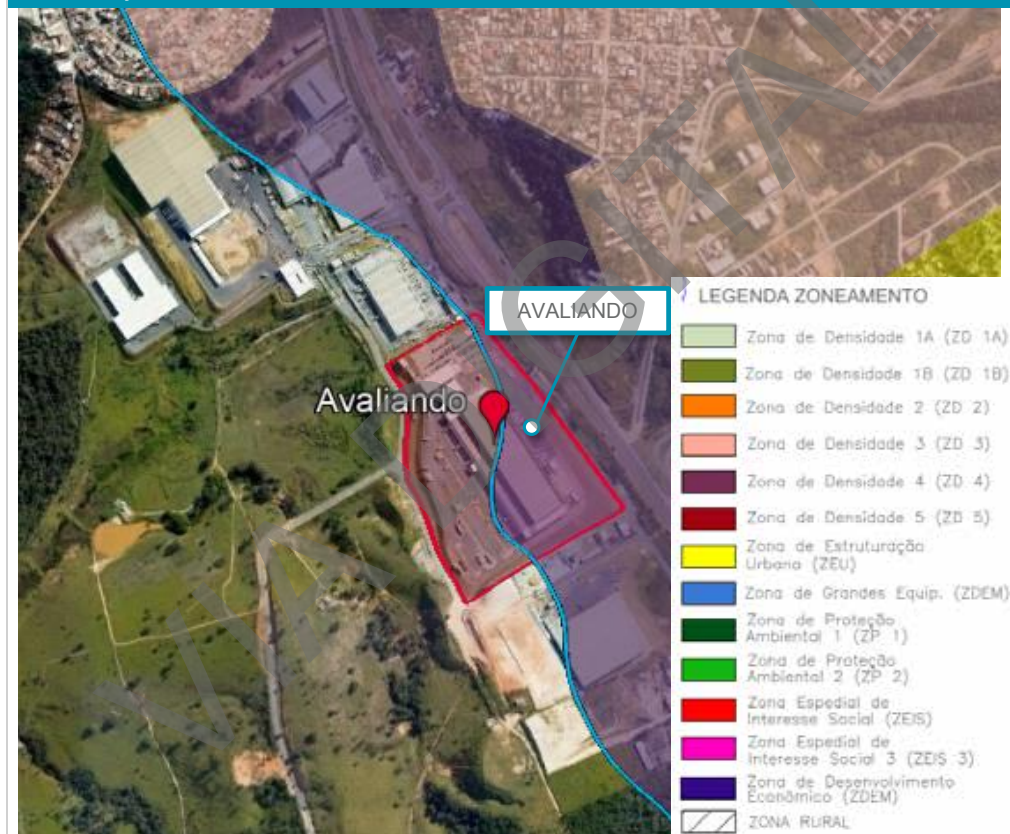 AVALIANDO
Avaliando
LEGENDA ZONEAMENTO
Zona de Densidade 1A (ZD 1A)
Zona de Densidade 1B (ZD 1B)
Zona de Densidade 2 (ZD 2)
Zona de Densidade 3 (ZD 3)
Zona de Densidade 4 (ZD 4)
Zona de Densidade 5 (ZD 5)
Zona de Estruturação
Urbana (ZEU)
Zona de Grandes Equip. (ZDEM)
Zona de Proteção
Ambiental 1 (ZP 1)
Zona de Proteção
Ambiental 2 (ZP 2)
Zona Espedial de
Interesse Social (ZEIS)
Zona Espedial de
Interesse Social 3 (ZEIS 3)
Zona de Desenvolvimento
Econômico (ZDEM)
ZONA RURAL